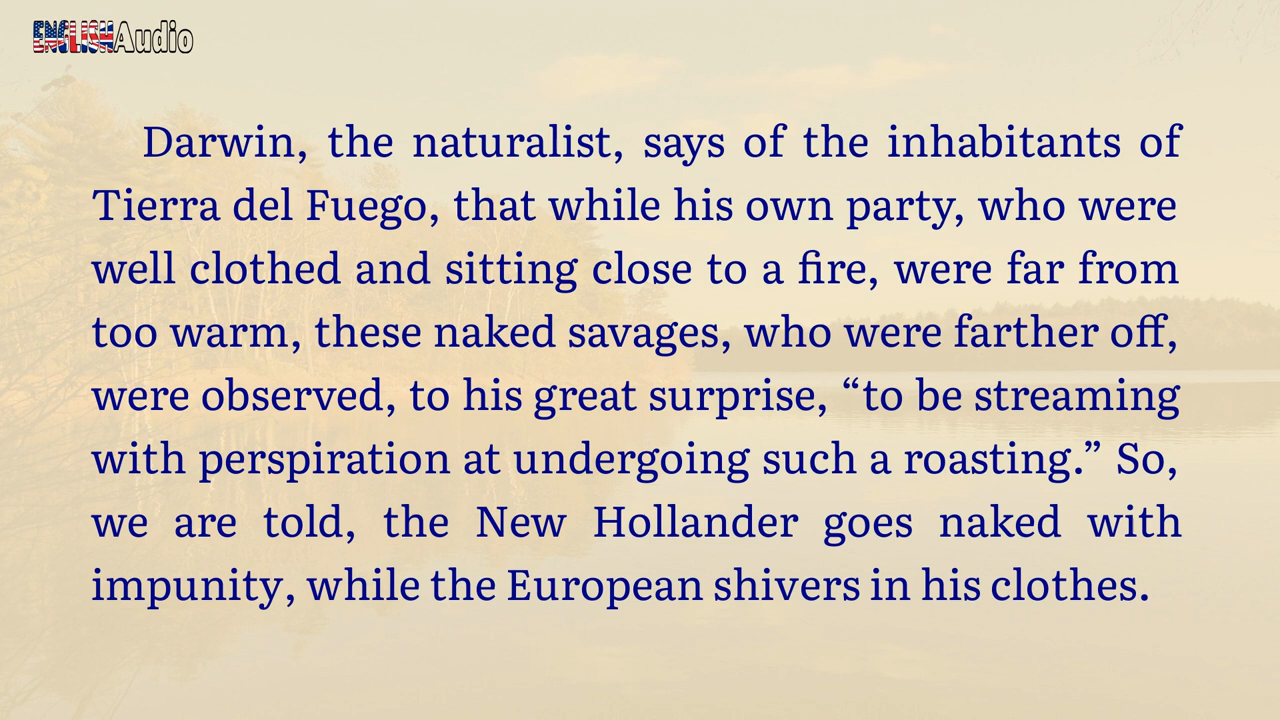 ENGLISHAudio
Darwin, the naturalist, says of the inhabitants of
Tierra del Fuego, that while his own party, who were
well clothed and sitting close to a fire, were far from
too warm, these naked savages, who were farther off,
were observed, to his great surprise, “to be streaming
with perspiration at undergoing such a roasting.” So,
we are told, the New Hollander goes naked with
impunity, while the European shivers in his clothes.